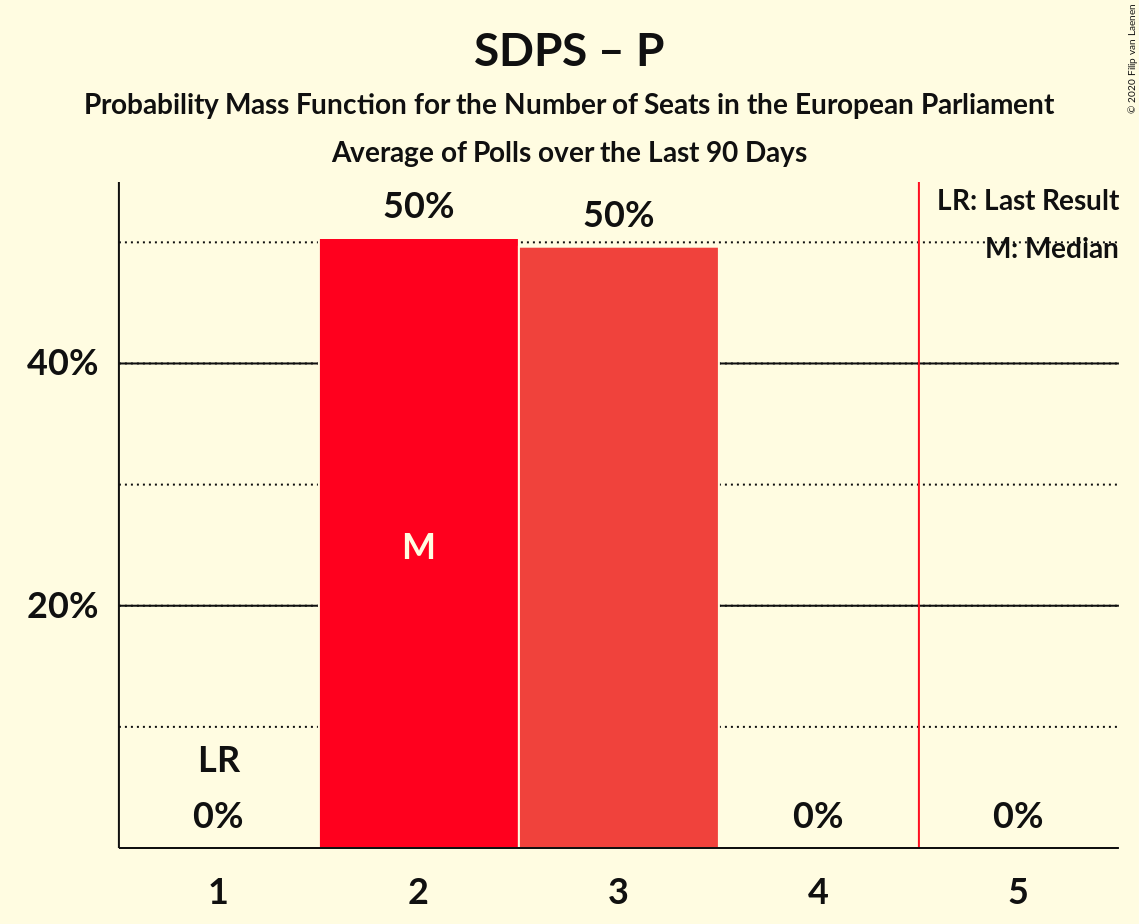 SDPS – P
Probability Mass Function for the Number of Seats in the European Parliament
Average of Polls over the Last 90 Days
© 2020 Filip van Laenen
50%
50%
LR: Last Result
M: Median
40%
M
20%
LR
0%
0%
0%
1
2
3
4
5